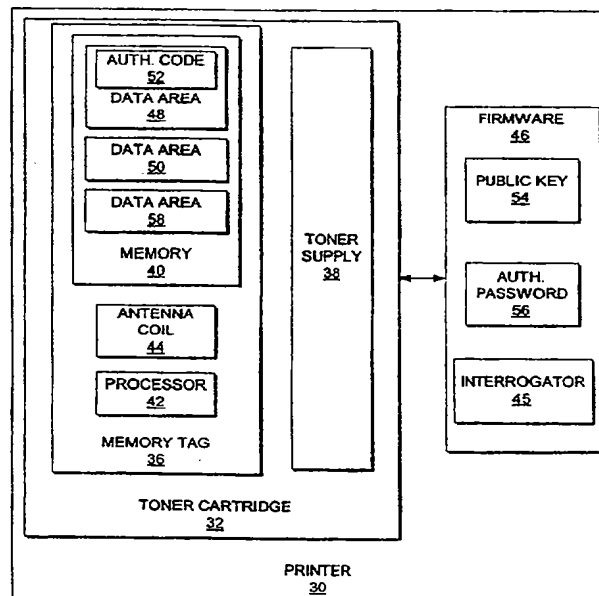 AUTH. CODE
52
DATA AREA
48
DATA AREA
50
DATA AREA
58
MEMORY
40
ANTENNA
COIL
44
PROCESSOR
42
MEMORY TAG
36
TONER
SUPPLY
38
TONER CARTRIDGE
32
FIRMWARE
46
PUBLIC KEY
54
AUTH.
PASSWORD
56
INTERROGATOR
45
PRINTER
30